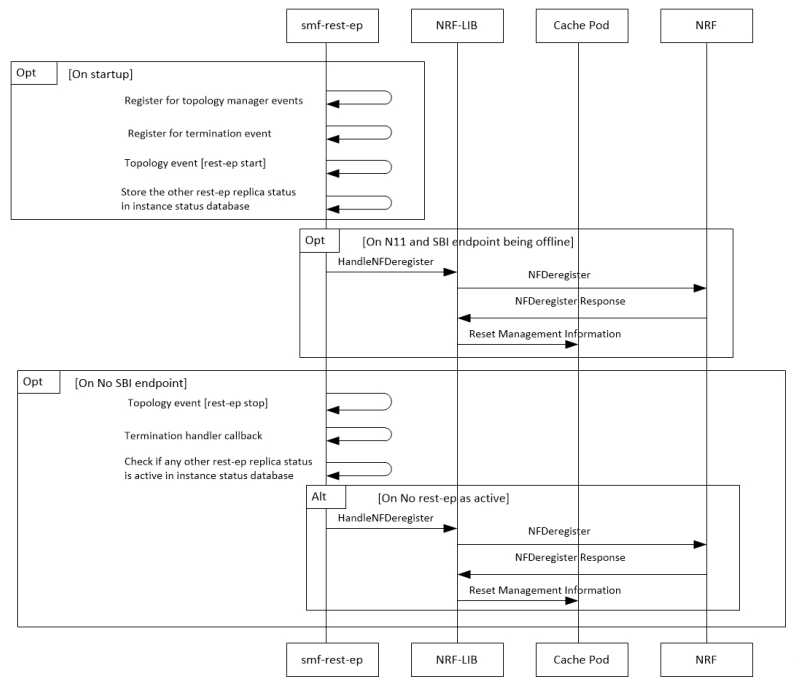 smf-rest-ep
NRF-LIB
Cache Pod
NRF
Opt
[On startup]
Register for topology manager events
Register for termination event
Topology event [rest-ep start]
Store the other rest-ep replica status
in instance status database
Opt
[On N11 and SBI endpoint being offline]
HandleNFDeregister
NFDeregister
NFDeregister Response
Reset Management Information
Opt
[On No SBI endpoint]
Topology event [rest-ep stop]
Termination handler callback
Check if any other rest-ep replica status
is active in instance status database
Alt
[On No rest-ep as active]
HandleNFDeregister
NFDeregister
NFDeregister Response
Reset Management Information
smf-rest-ep
NRF-LIB
Cache Pod
NRF